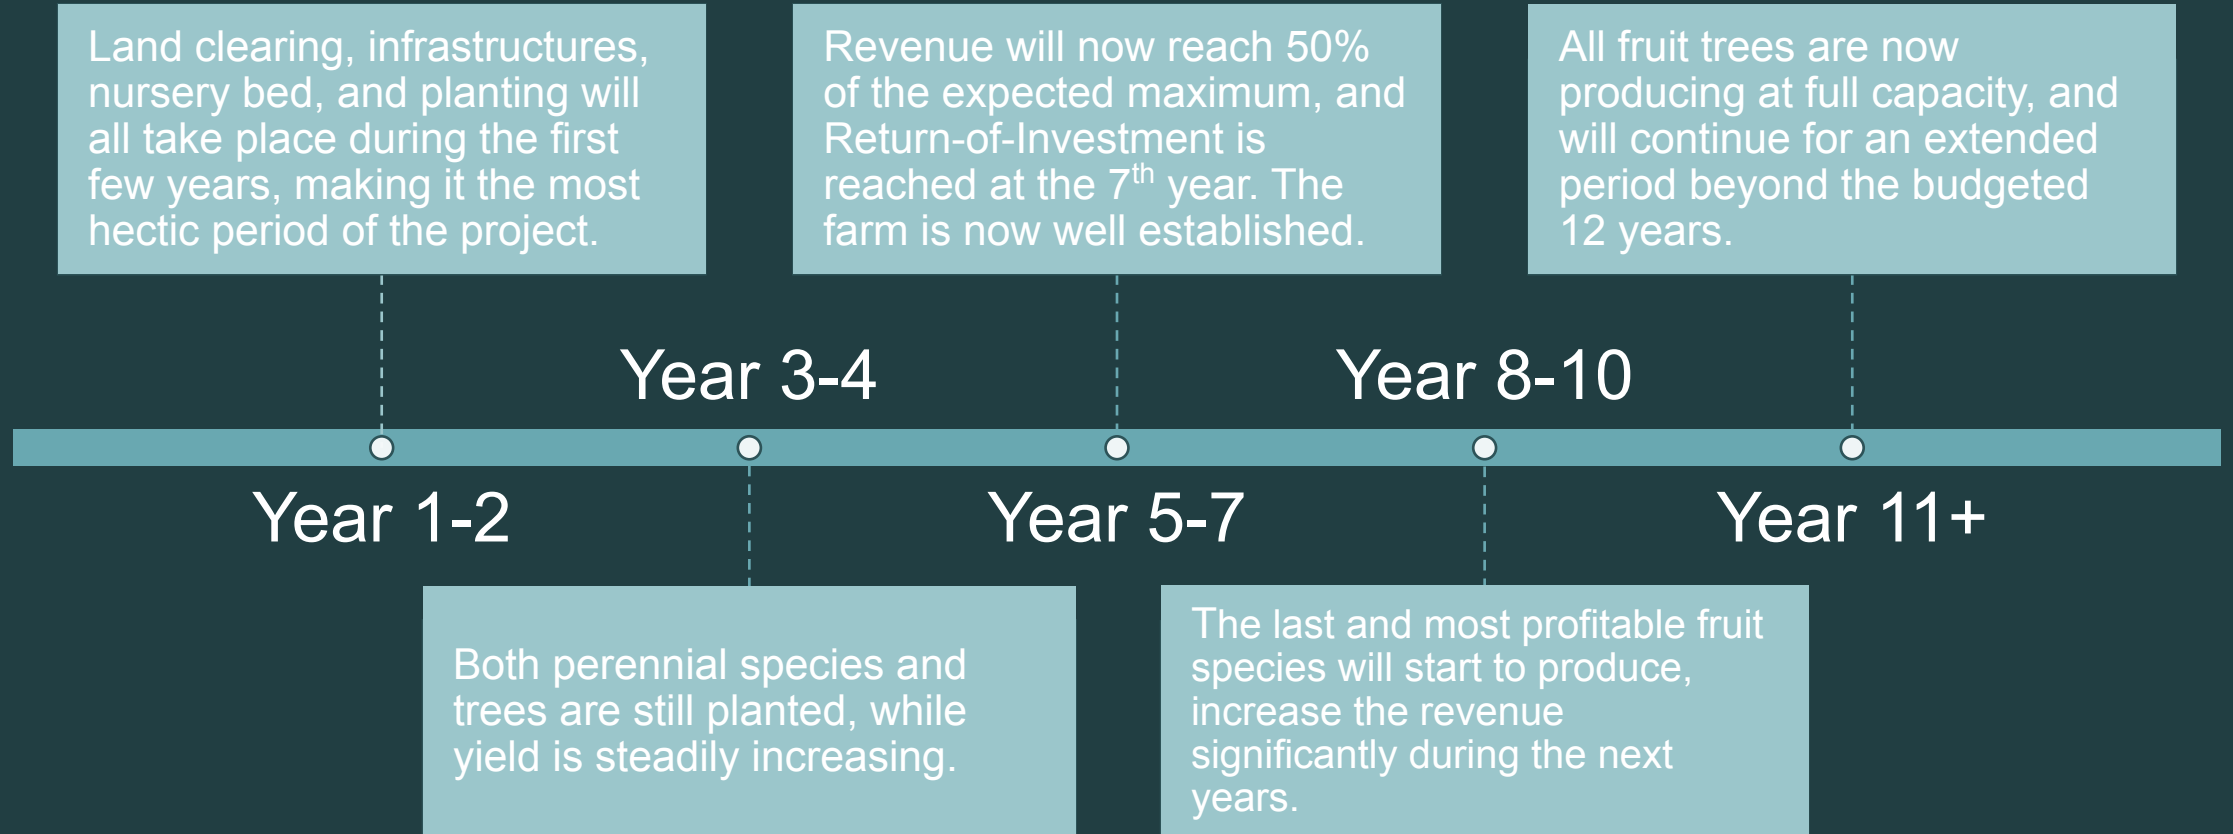 Land clearing, infrastructures,
nursery bed, and planting will
all take place during the first
few years, making it the most
hectic period of the project.
Revenue will now reach 50%
of the expected maximum, and
Return-of-Investment is
reached at the 7th year. The
farm is now well established.
All fruit trees are now
producing at full capacity, and
will continue for an extended
period beyond the budgeted
12 years.
Year 3-4
Year 8-10
Year 1-2
Year 5-7
Year 11+
Both perennial species and
trees are still planted, while
yield is steadily increasing.
The last and most profitable fruit
species will start to produce,
increase the revenue
significantly during the next
years.